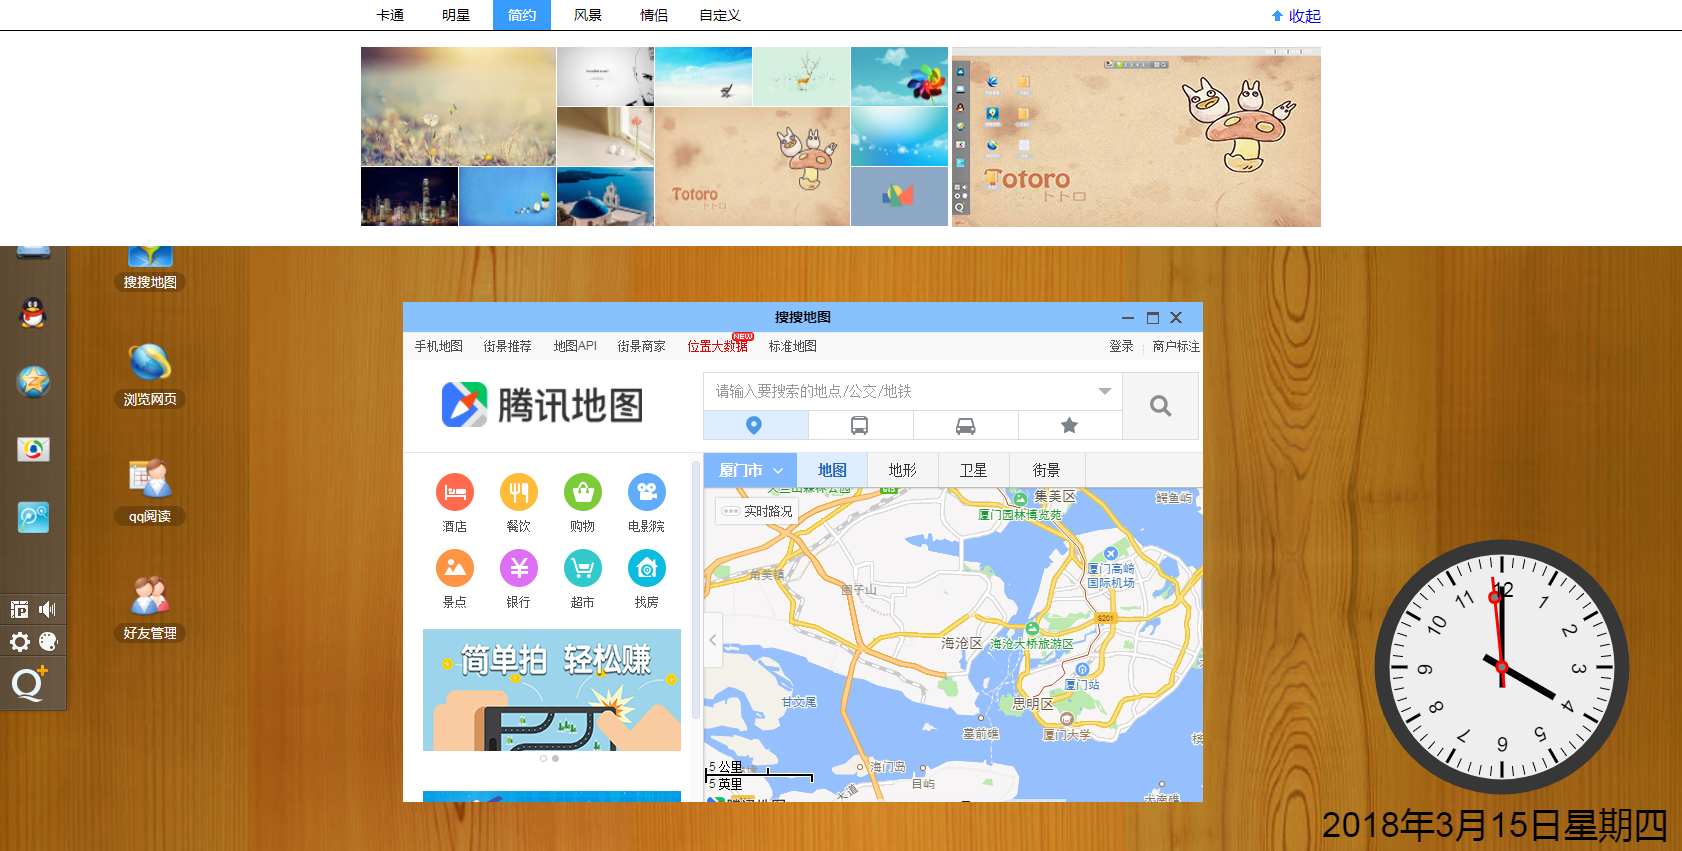 卡通 明星 简约 风景 情侣 自定义 收起
Totoro
トトロ
Totoro
トトロ
搜搜地图
浏览网页
qq阅读
好友管理
搜搜地图
手机地图 街景推荐 地图API 街景商家 位置大数据 NEW 标准地图 登录 商户标注
腾讯地图
请输入要搜索的地点/公交/地铁
厦门市 地图 地形 卫星 街景
实时路况
酒店 餐饮 购物 电影院
景点 银行 超市 找房
简单拍 轻松赚
集美区
鳄鱼屿
厦门园林博览苑
角美镇
圈子山
厦门高崎
国际机场
S201
海沧区
海沧大桥旅游区
厦门站
甘文尾
思明区
墓前礁
厦门大学
海门岛
目屿
5 公里
5 英里
12 1 2 3 4 5 6 7 8 9 10 11
2018年3月15日星期四